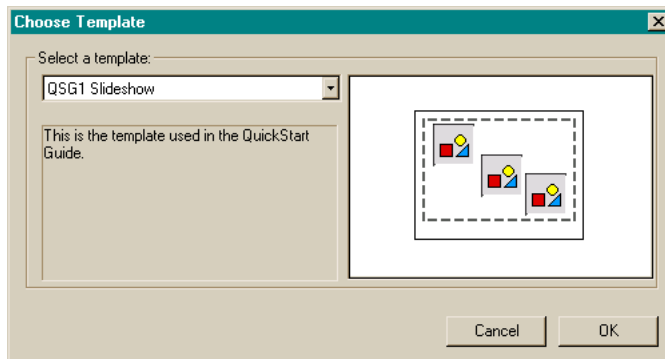 Choose Template
Select a template:
QSG1 Slideshow
This is the template used in the QuickStart
Guide.
Cancel
OK